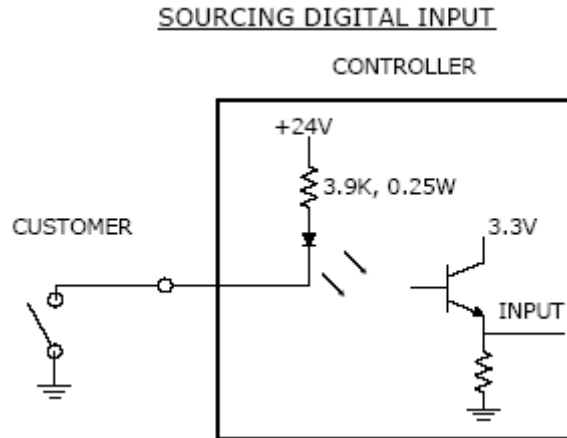 SOURCING DIGITAL INPUT
CONTROLLER
+24V
3.9K, 0.25W
CUSTOMER
3.3V
INPUT